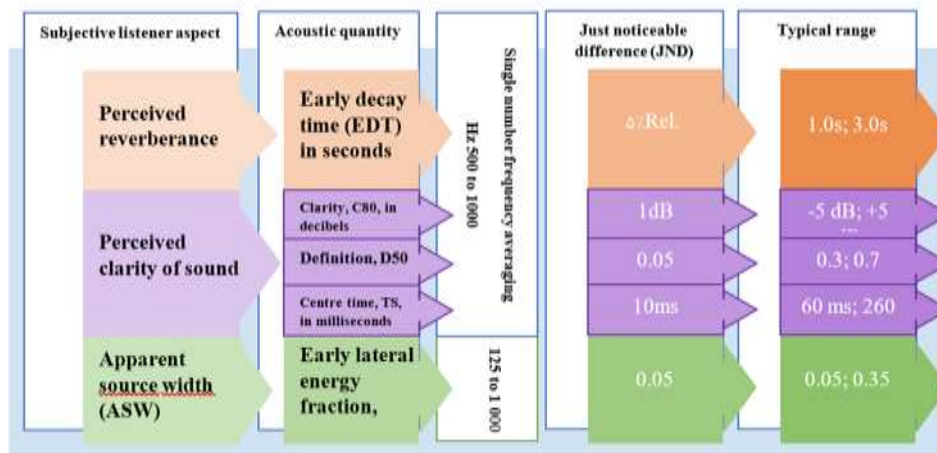 Subjective listener aspect
Acoustic quantity
Single number frequency averaging
Hz 500 to 1000
Just noticeable
difference (JND)
Typical range
Perceived
reverberance
Early decay
time (EDT)
in seconds
۵٪Rel.
1.0s; 3.0s
Perceived
clarity of sound
Clarity, C80, in
decibels
1dB
-5 dB; +5
Definition, D50
0.05
0.3; 0.7
Centre time, TS,
in milliseconds
10ms
60 ms; 260
Apparent
source width
(ASW)
Early lateral
energy
fraction,
125 to 1 000
0.05
0.05; 0.35